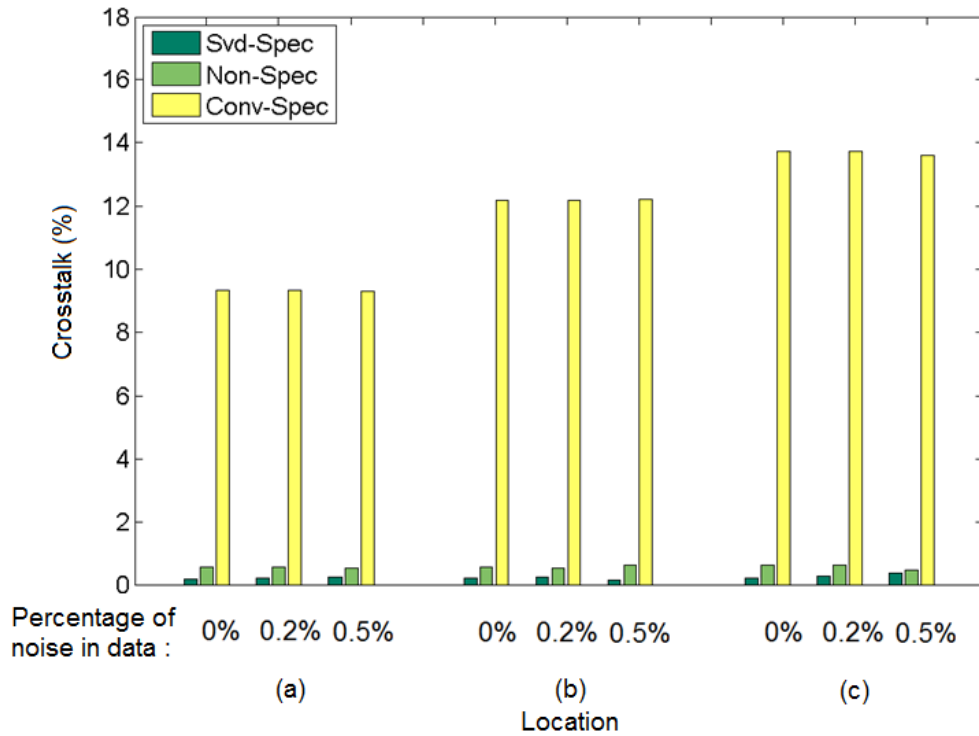 18
16
14
12
10
8
6
4
2
0
Svd-Spec
Non-Spec
Conv-Spec
Crosstalk (%)
Percentage of
noise in data :
0% 0.2% 0.5% 0% 0.2% 0.5% 0% 0.2% 0.5%
(a) (b) (c)
Location